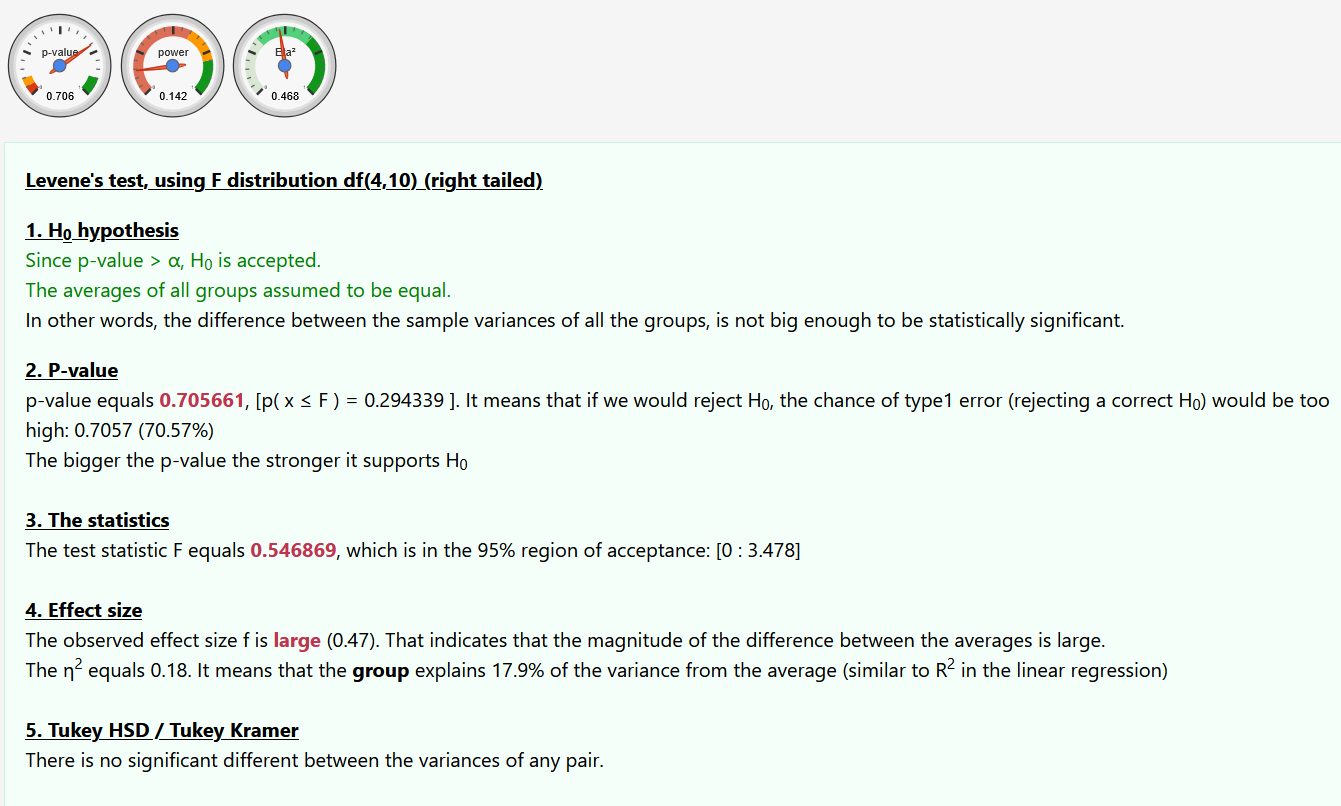 p-value power Eta²
0.706 0.142 0.468
Levene's test, using F distribution df(4,10) (right tailed)
1. H₀ hypothesis
Since p-value > α, H₀ is accepted.
The averages of all groups assumed to be equal.
In other words, the difference between the sample variances of all the groups, is not big enough to be statistically significant.
2. P-value
p-value equals 0.705661, [p( x ≤ F ) = 0.294339 ]. It means that if we would reject H₀, the chance of type1 error (rejecting a correct H₀) would be too
high: 0.7057 (70.57%)
The bigger the p-value the stronger it supports H₀
3. The statistics
The test statistic F equals 0.546869, which is in the 95% region of acceptance: [0 : 3.478]
4. Effect size
The observed effect size f is large (0.47). That indicates that the magnitude of the difference between the averages is large.
The η² equals 0.18. It means that the group explains 17.9% of the variance from the average (similar to R² in the linear regression)
5. Tukey HSD / Tukey Kramer
There is no significant different between the variances of any pair.